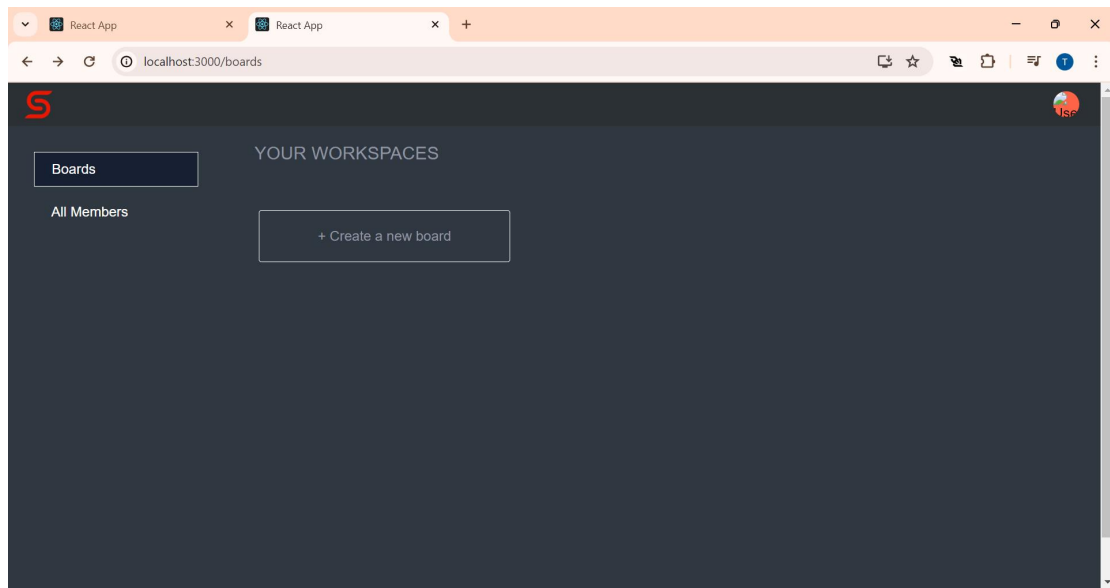 React App
React App
localhost:3000/boards
T
S
Boards
All Members
YOUR WORKSPACES
+ Create a new board